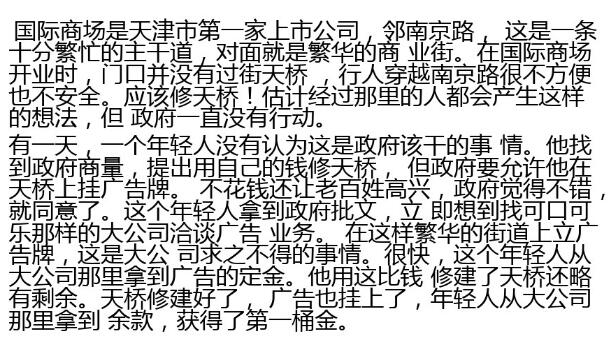 国际商场是天津市第一家上市公司，邻南京路， 这是一条
十分繁忙的主干道，对面就是繁华的商 业街。在国际商场
开业时，门口并没有过街天桥 ，行人穿越南京路很不方便
也不安全。应该修天桥！估计经过那里的人都会产生这样
的想法，但 政府一直没有行动。
有一天，一个年轻人没有认为这是政府该干的事 情。他找
到政府商量，提出用自己的钱修天桥， 但政府要允许他在
天桥上挂广告牌。 不花钱还让老百姓高兴，政府觉得不错，
就同意了。这个年轻人拿到政府批文，立 即想到找可口可
乐那样的大公司洽谈广告 业务。 在这样繁华的街道上立广
告牌，这是大公 司求之不得的事情。很快，这个年轻人从
大公司那里拿到广告的定金。他用这比钱 修建了天桥还略
有剩余。天桥修建好了， 广告也挂上了，年轻人从大公司
那里拿到 余款，获得了第一桶金。